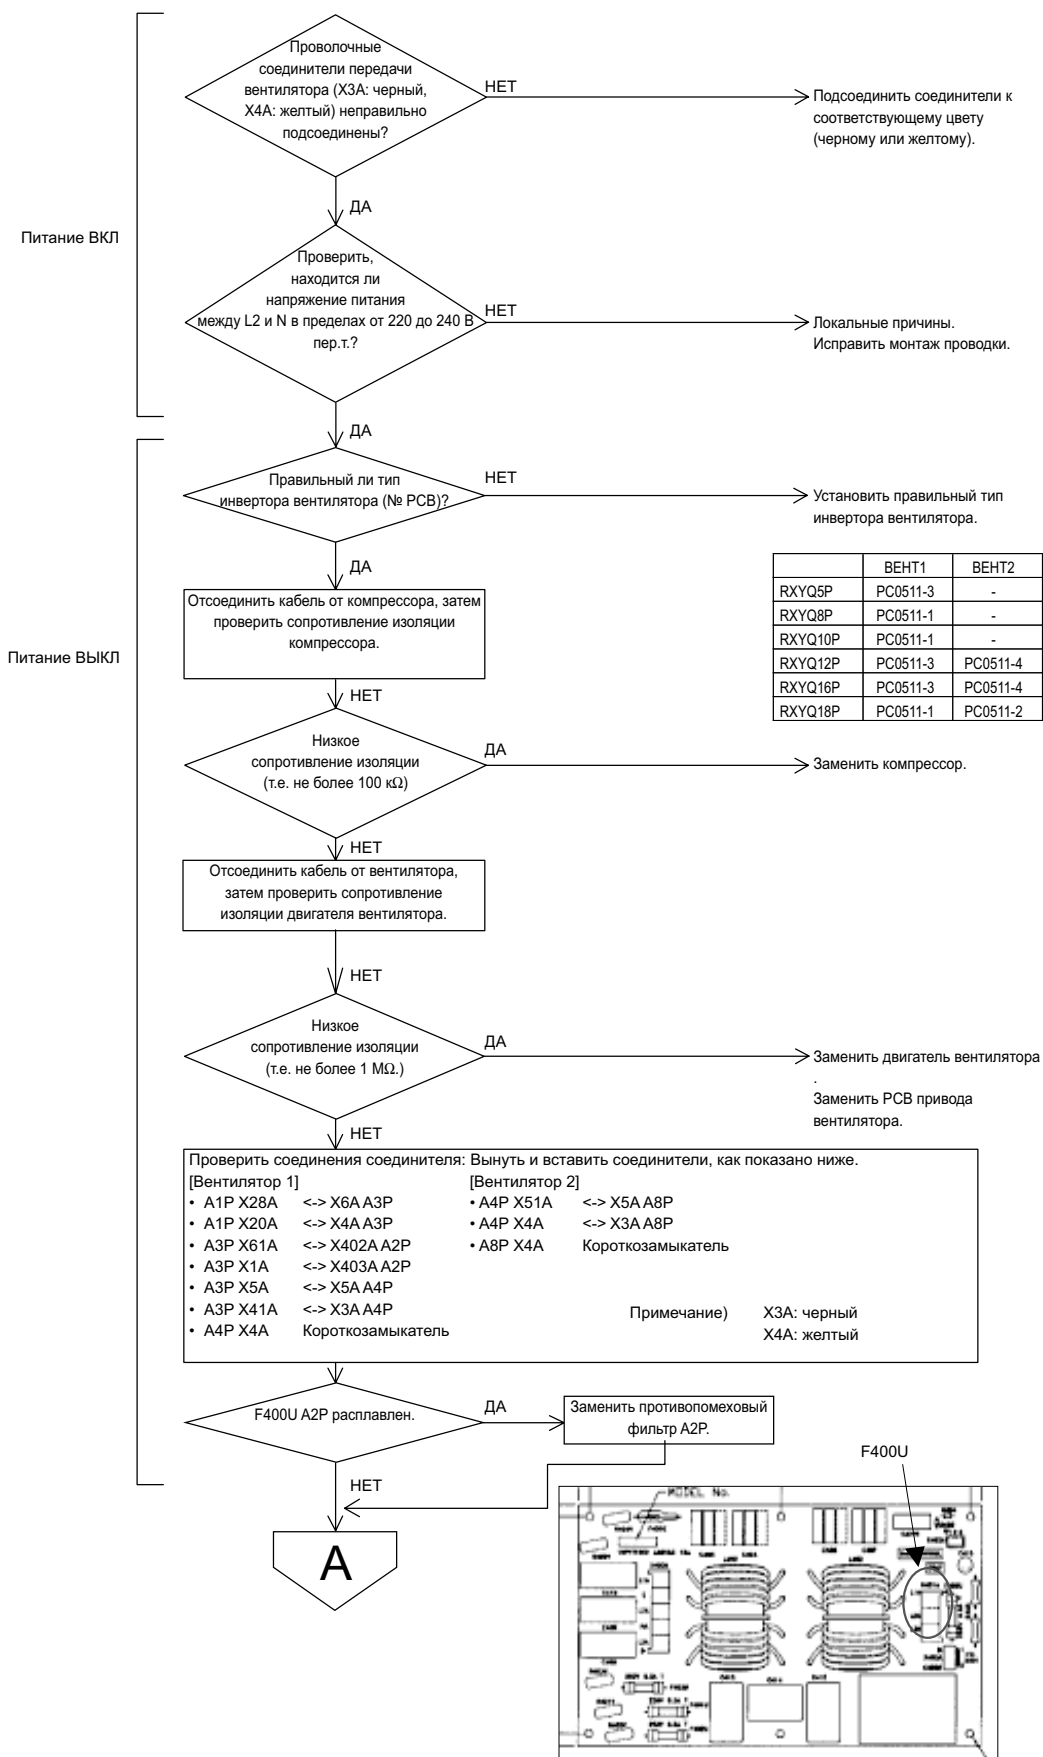 Проволочные
соединители передачи
вентилятора (X3A: черный,
X4A: желтый) неправильно
подсоединены?
НЕТ
Подсоединить соединители к
соответствующему цвету
(черному или желтому).
ДА
Питание ВКЛ
Проверить,
находится ли
напряжение питания
между L2 и N в пределах от 220 до 240 В
пер.т.?
НЕТ
Локальные причины.
Исправить монтаж проводки.
ДА
Правильный ли тип
инвертора вентилятора (№ PCB)?
НЕТ
Установить правильный тип
инвертора вентилятора.
ДА
ВЕНТ1 ВЕНТ2
RXYQ5P PC0511-3 -
RXYQ8P PC0511-1 -
RXYQ10P PC0511-1 -
RXYQ12P PC0511-3 PC0511-4
RXYQ16P PC0511-3 PC0511-4
RXYQ18P PC0511-1 PC0511-2
Отсоединить кабель от компрессора, затем
проверить сопротивление изоляции
компрессора.
Питание ВЫКЛ
НЕТ
Низкое
сопротивление изоляции
(т.е. не более 100 кΩ)
ДА
Заменить компрессор.
НЕТ
Отсоединить кабель от вентилятора,
затем проверить сопротивление
изоляции двигателя вентилятора.
НЕТ
Низкое
сопротивление изоляции
(т.е. не более 1 МΩ.)
ДА
Заменить двигатель вентилятора
.
Заменить PCB привода
вентилятора.
НЕТ
Проверить соединения соединителя: Вынуть и вставить соединители, как показано ниже.
[Вентилятор 1] [Вентилятор 2]
• A1P X28A <-> X6A A3P • A4P X51A <-> X5A A8P
• A1P X20A <-> X4A A3P • A4P X4A <-> X3A A8P
• A3P X61A <-> X402A A2P • A8P X4A Короткозамыкатель
• A3P X1A <-> X403A A2P
• A3P X5A <-> X5A A4P
• A3P X41A <-> X3A A4P Примечание) X3A: черный
• A4P X4A Короткозамыкатель X4A: желтый
F400U A2P расплавлен.
ДА
Заменить противопомеховый
фильтр A2P.
НЕТ
A
F400U
MODEL No.